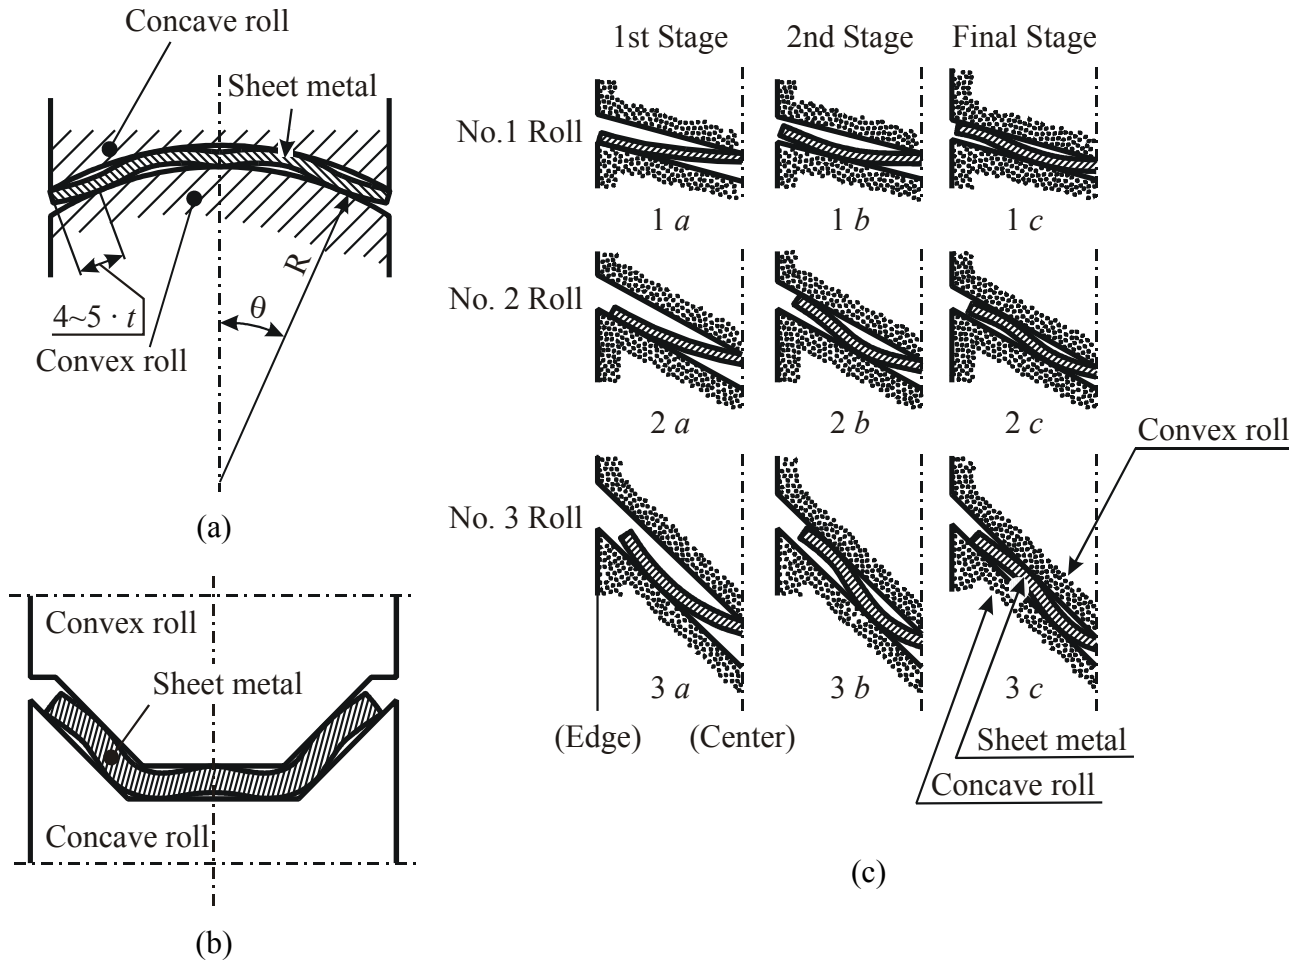 Concave roll
Sheet metal
R
θ
4~5 · t
Convex roll
(a)
Convex roll
Sheet metal
Concave roll
(b)
1st Stage 2nd Stage Final Stage
No.1 Roll
1 a 1 b 1 c
No. 2 Roll
2 a 2 b 2 c
Convex roll
No. 3 Roll
3 a 3 b 3 c
(Edge) (Center)
Sheet metal
Concave roll
(c)